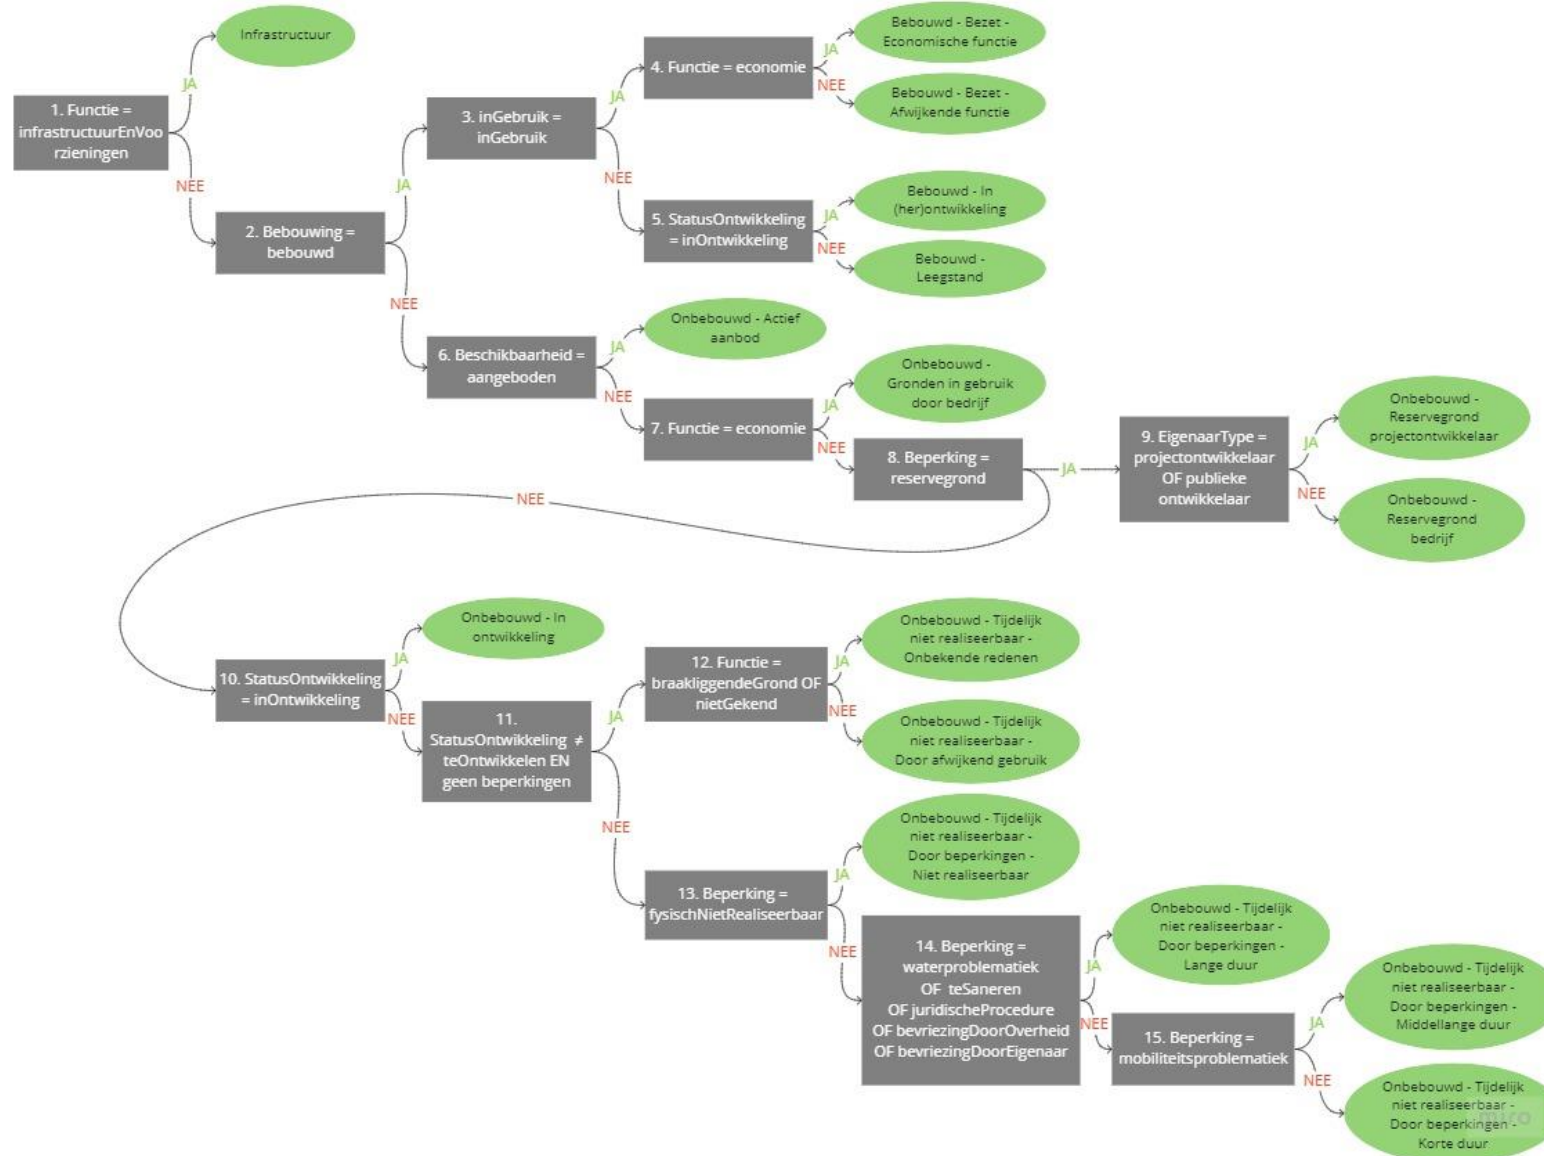 Infrastructuur
JA
1. Functie =
infrastructuurEnVoo
rzieningen
NEE
2. Bebouwing =
bebouwd
JA
3. inGebruik =
inGebruik
JA
4. Functie = economie
JA
Bebouwd - Bezet -
Economische functie
NEE
Bebouwd - Bezet -
Afwijkende functie
NEE
5. StatusOntwikkeling
= inOntwikkeling
JA
Bebouwd - In
(her)ontwikkeling
NEE
Bebouwd -
Leegstand
NEE
6. Beschikbaarheid =
aangeboden
JA
Onbebouwd - Actief
aanbod
NEE
7. Functie = economie
JA
Onbebouwd -
Gronden in gebruik
door bedrijf
NEE
8. Beperking =
reservegrond
JA
9. EigenaarType =
projectontwikkelaar
OF publieke
ontwikkelaar
JA
Onbebouwd -
Reservegrond
projectontwikkelaar
NEE
Onbebouwd -
Reservegrond
bedrijf
NEE
10. StatusOntwikkeling
= inOntwikkeling
JA
Onbebouwd - In
ontwikkeling
NEE
11.
StatusOntwikkeling ≠
teOntwikkelen EN
geen beperkingen
JA
12. Functie =
braakliggendeGrond OF
nietGekend
JA
Onbebouwd - Tijdelijk
niet realiseerbaar -
Onbekende redenen
NEE
Onbebouwd - Tijdelijk
niet realiseerbaar -
Door afwijkend gebruik
NEE
13. Beperking =
fysischNietRealiseerbaar
JA
Onbebouwd - Tijdelijk
niet realiseerbaar -
Door beperkingen -
Niet realiseerbaar
NEE
14. Beperking =
waterproblematiek
OF teSaneren
OF juridischeProcedure
OF bevriezingDoorOverheid
OF bevriezingDoorEigenaar
JA
Onbebouwd - Tijdelijk
niet realiseerbaar -
Door beperkingen -
Lange duur
NEE
15. Beperking =
mobiliteitsproblematiek
JA
Onbebouwd - Tijdelijk
niet realiseerbaar -
Door beperkingen -
Middellange duur
NEE
Onbebouwd - Tijdelijk
niet realiseerbaar -
Door beperkingen -
Korte duur
miro